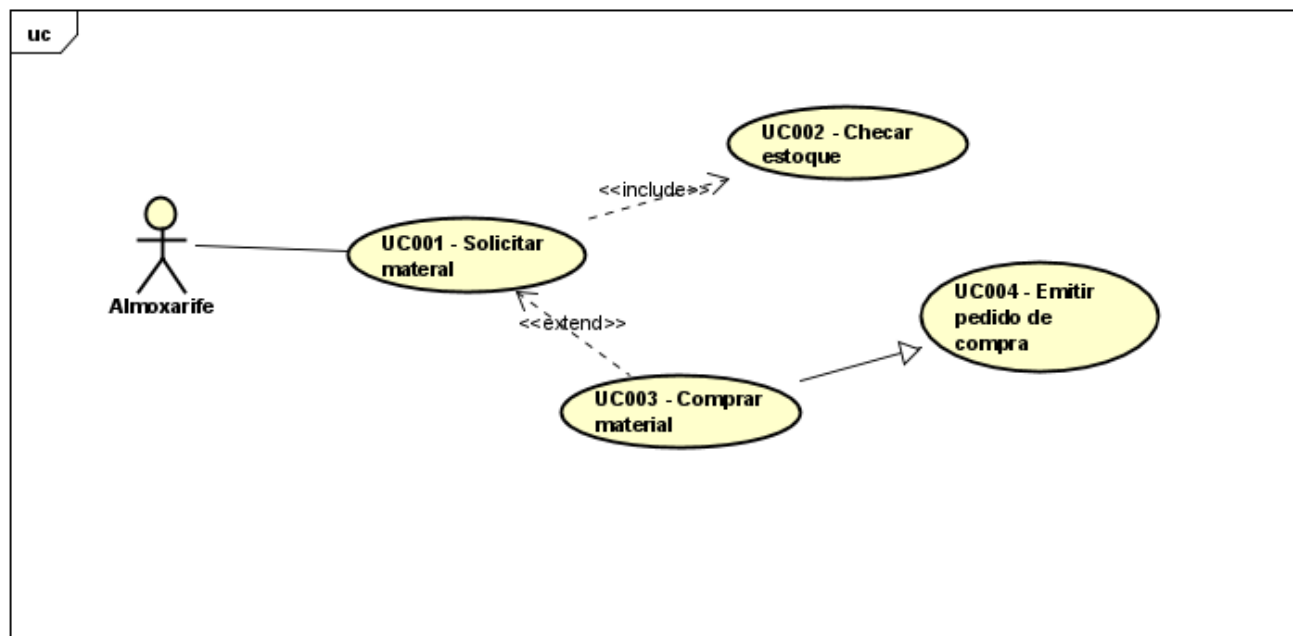 uc
UC002 - Checar
estoque
<<include>>
UC001 - Solicitar
materal
Almoxarife
UC004 - Emitir
pedido de
compra
<<extend>>
UC003 - Comprar
material